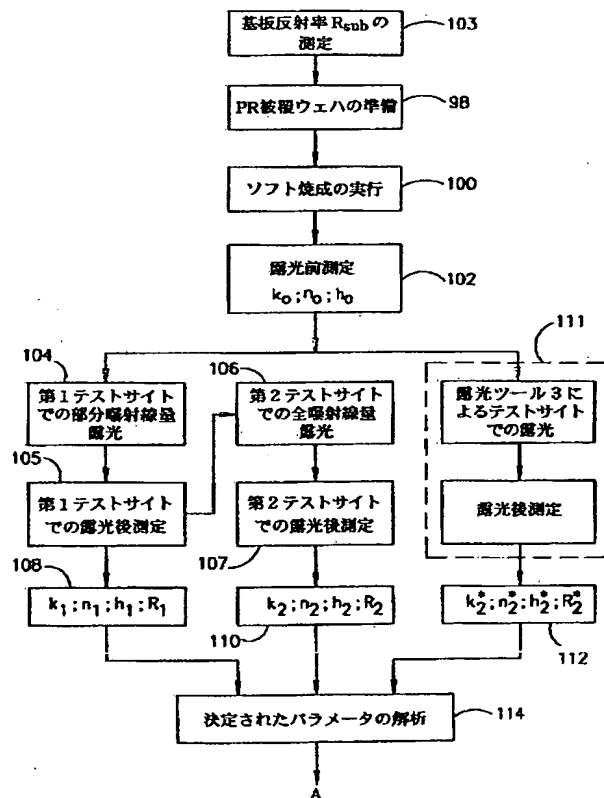 基板反射率 Rsubの
測定
103
PR被覆ウェハの準備
98
ソフト焼成の実行
100
露光前測定
k₀;n₀;h₀
102
111
104
第1テストサイト
での部分曝射線量
露光
106
第2テストサイト
での全曝射線量
露光
露光ツール3に
よるテストサイト
での露光
105
第1テストサイト
での露光後測定
第2テストサイト
での露光後測定
107
露光後測定
108
k₁;n₁;h₁;R₁
k₂;n₂;h₂;R₂
110
k₂*;n₂*;h₂*;R₂*
112
決定されたパラメータの解析
114
A